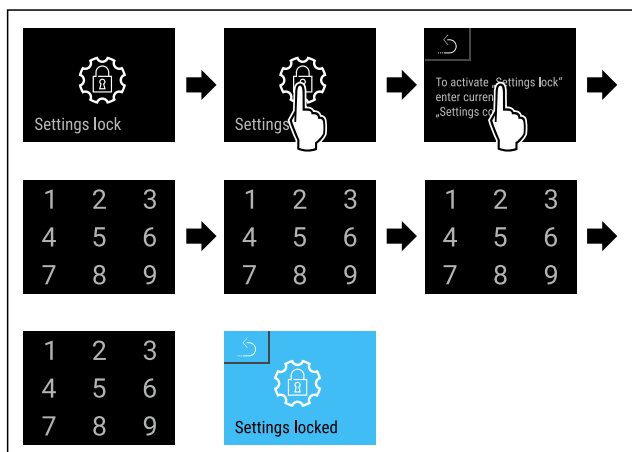 Settings lock
Settings
To activate „Settings lock“
enter curren
„Settings co
1 2 3
4 5 6
7 8 9
1 2 3
4 5 6
7 8 9
1 2 3
4 5 6
7 8 9
1 2 3
4 5 6
7 8 9
Settings locked